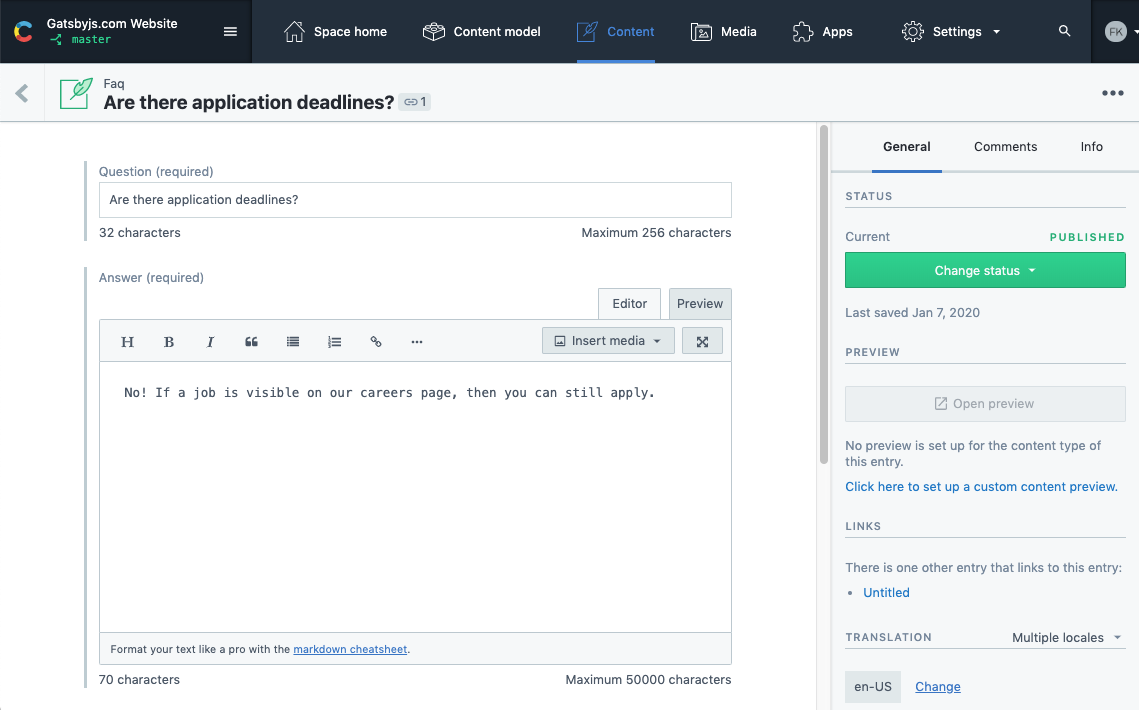 Gatsbyjs.com Website
master
Space home
Content model
Content
Media
Apps
Settings
FK
Faq
Are there application deadlines?
1
Question (required)
Are there application deadlines?
32 characters
Maximum 256 characters
Answer (required)
Editor
Preview
H
B
I
Insert media
No! If a job is visible on our careers page, then you can still apply.
Format your text like a pro with the markdown cheatsheet.
70 characters
Maximum 50000 characters
General
Comments
Info
STATUS
Current
PUBLISHED
Change status
Last saved Jan 7, 2020
PREVIEW
Open preview
No preview is set up for the content type of
this entry.
Click here to set up a custom content preview.
LINKS
There is one other entry that links to this entry:
• Untitled
TRANSLATION
Multiple locales
en-US
Change